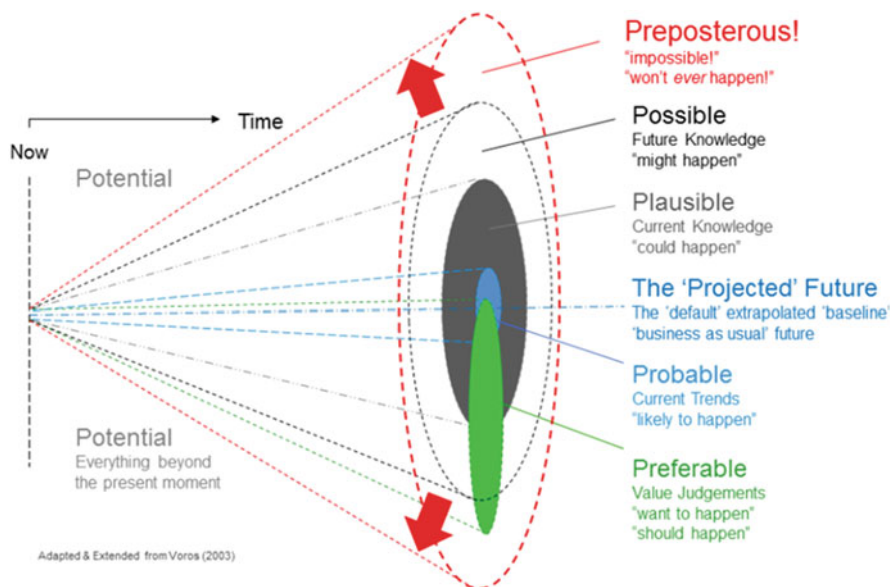 Preposterous!
"impossible!"
"won't ever happen!"
Time
Now
Potential
Possible
Future Knowledge
"might happen"
Plausible
Current Knowledge
"could happen"
The 'Projected' Future
The 'default' extrapolated 'baseline'
'business as usual' future
Probable
Current Trends
"likely to happen"
Potential
Everything beyond
the present moment
Preferable
Value Judgements
"want to happen"
"should happen"
Adapted & Extended from Voros (2003)